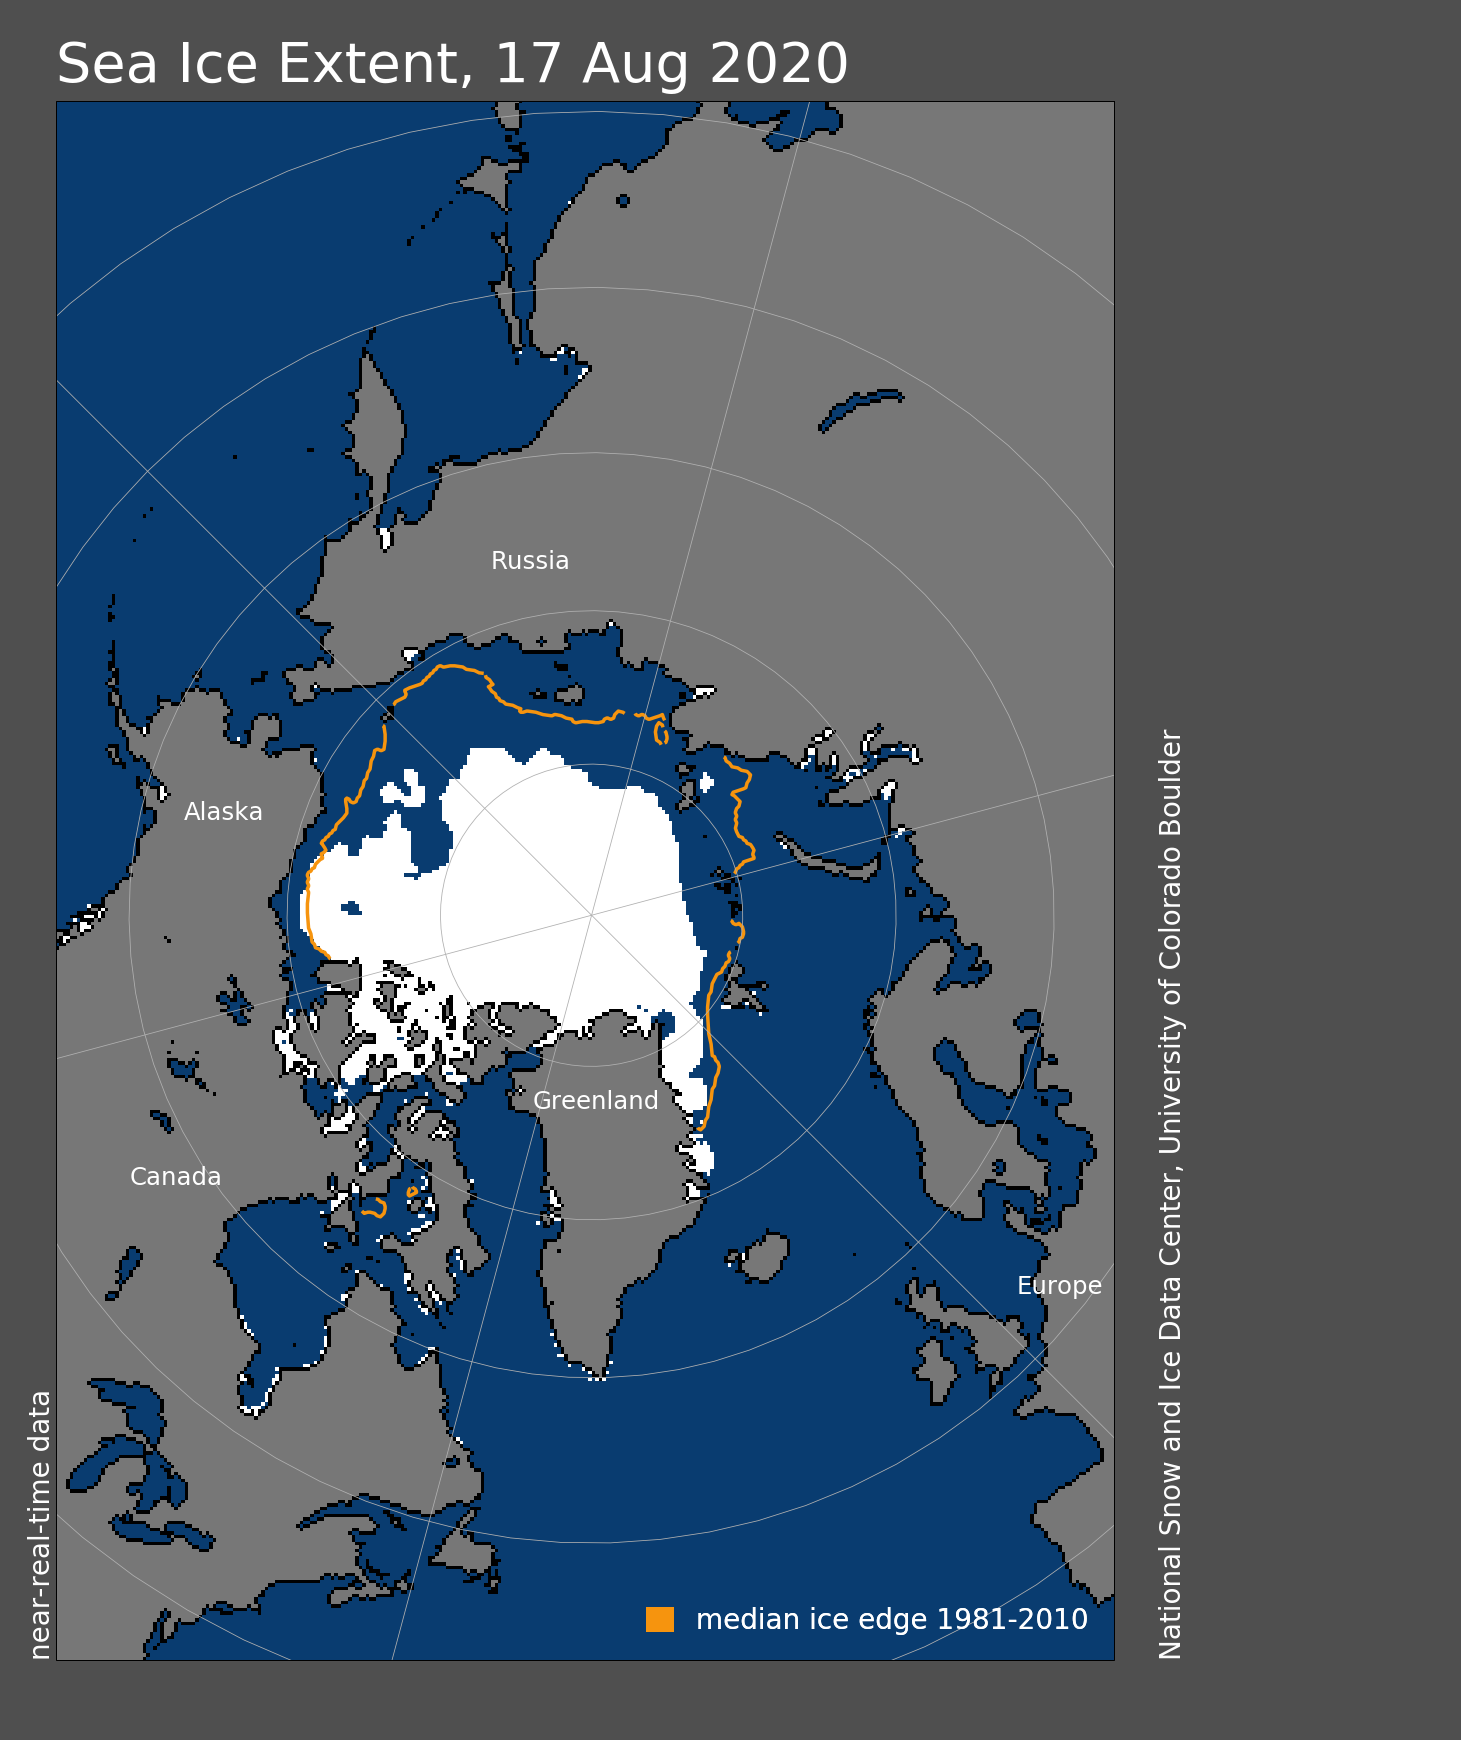 Sea Ice Extent, 17 Aug 2020
Russia
Alaska
Greenland
Canada
Europe
median ice edge 1981-2010
near-real-time data
National Snow and Ice Data Center, University of Colorado Boulder